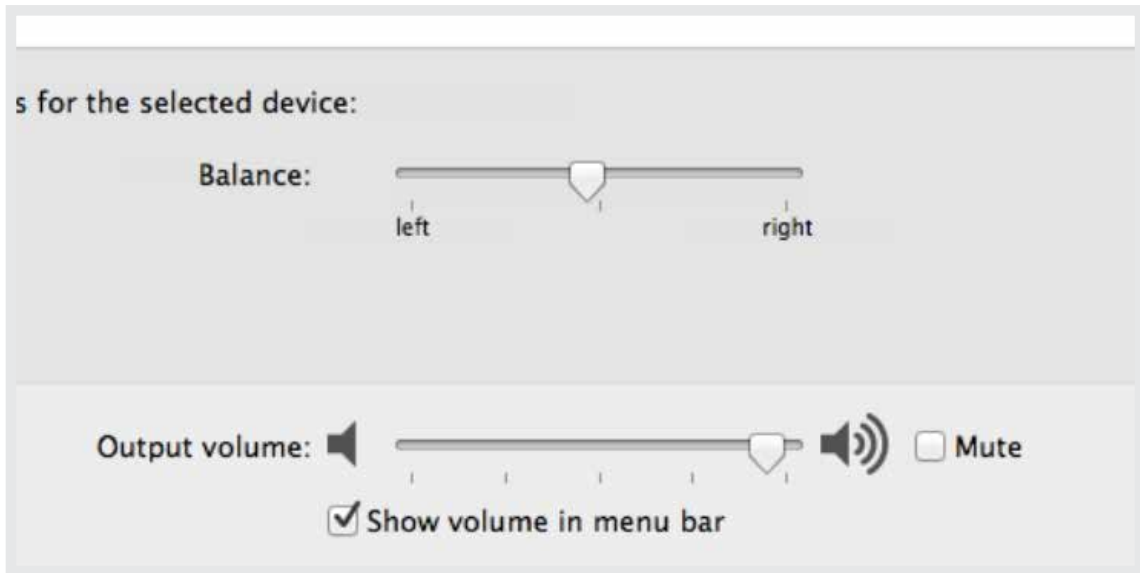 s for the selected device:
Balance:
left right
Output volume: Mute
Show volume in menu bar